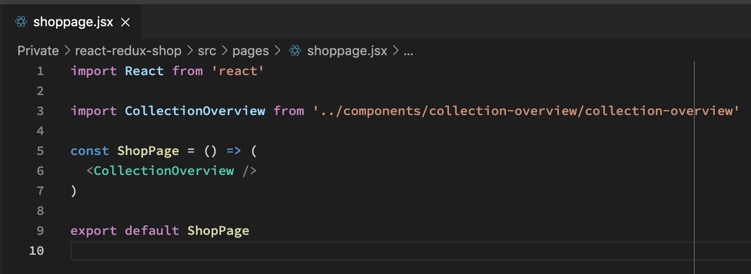 shoppage.jsx ×
Private > react-redux-shop > src > pages > shoppage.jsx > ...
1 import React from 'react'
2
3 import CollectionOverview from '../components/collection-overview/collection-overview'
4
5 const ShopPage = () => (
6   <CollectionOverview />
7 )
8
9 export default ShopPage
10